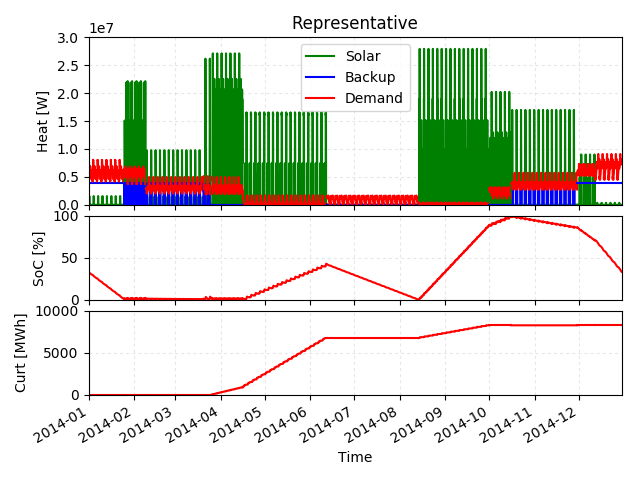 Representative
1e7
Heat [W]
3.0
2.5
2.0
1.5
1.0
0.5
0.0
Solar
Backup
Demand
SoC [%]
100
50
0
Curt [MWh]
10000
5000
0
2014-01
2014-02
2014-03
2014-04
2014-05
2014-06
2014-07
2014-08
2014-09
2014-10
2014-11
2014-12
Time